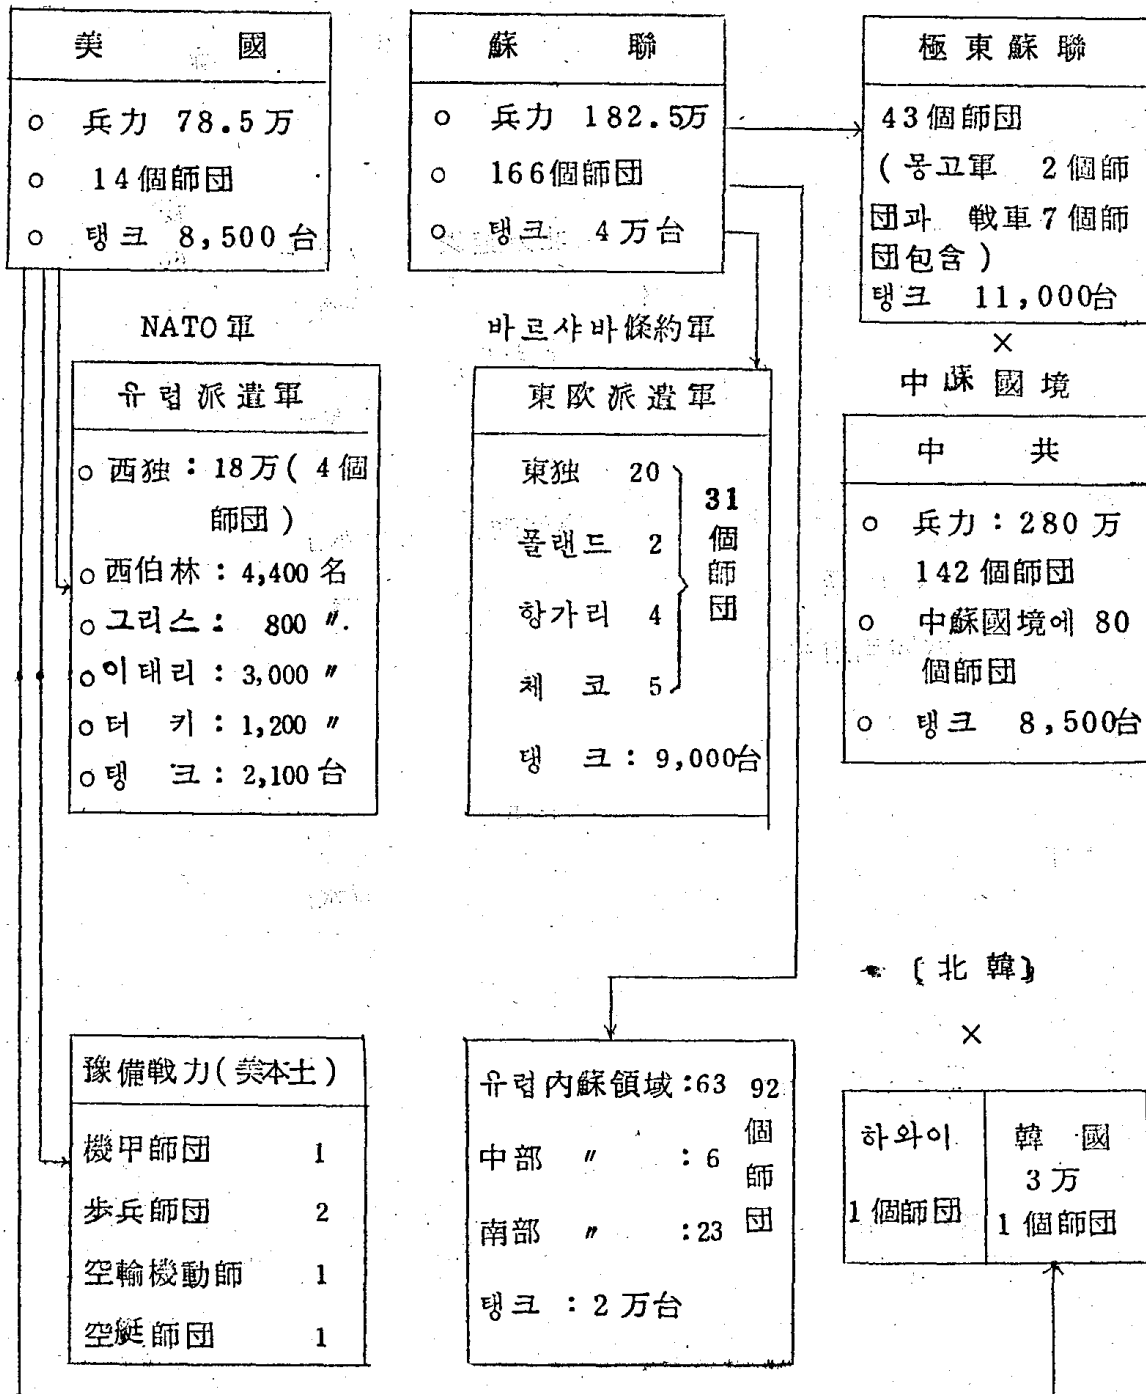 美 國
○ 兵力 78.5万
○ 14個師団
○ 탱크 8,500台
蘇 聯
○ 兵力 182.5万
○ 166個師団
○ 탱크 4万台
極東蘇聯
43個師団
(몽고軍 2個師
団과 戦車7個師
団包含)
탱크 11,000台
×
中蘇國境
NATO軍
유럽派遣軍
○ 西独：18万(4個
師団)
○ 西伯林：4,400名
○ 그리스： 800 〃.
○ 이태리：3,000 〃
○ 터 키：1,200 〃
○ 탱 크：2,100台
바르샤바條約軍
東欧派遣軍
東独 20
폴랜드 2
항가리 4
체 코 5
31
個
師
団
탱 크：9,000台
中 共
○ 兵力：280万
142個師団
○ 中蘇國境에 80
個師団
○ 탱크 8,500台
豫備戦力(美本土)
機甲師団 1
歩兵師団 2
空輸機動師 1
空艇師団 1
유럽内蘇領域：63
中部 〃 ：6
南部 〃 ：23
92
個
師
団
탱크：2万台
[北韓]
×
하와이
1個師団
韓 國
3万
1個師団